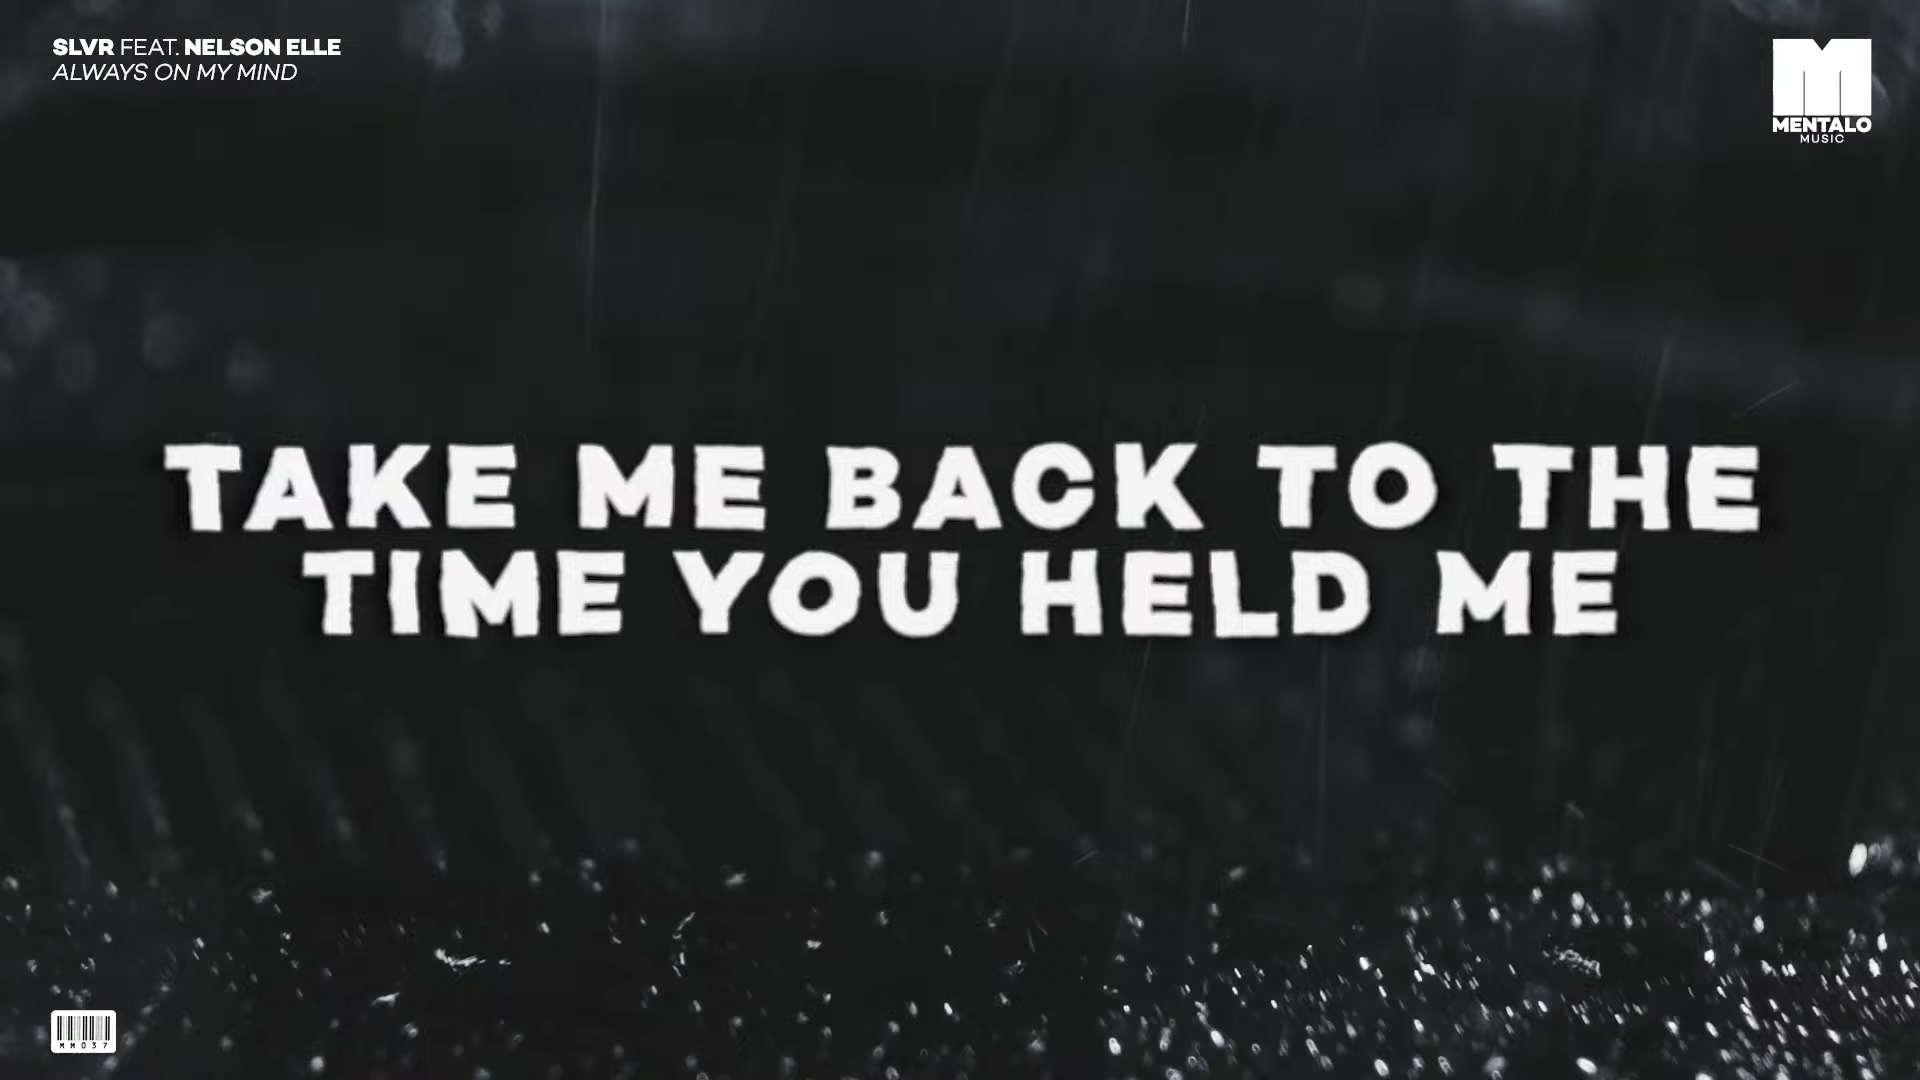 SLVR FEAT. NELSON ELLE
ALWAYS ON MY MIND
MENTALO
MUSIC
TAKE ME BACK TO THE
TIME YOU HELD ME
MM037